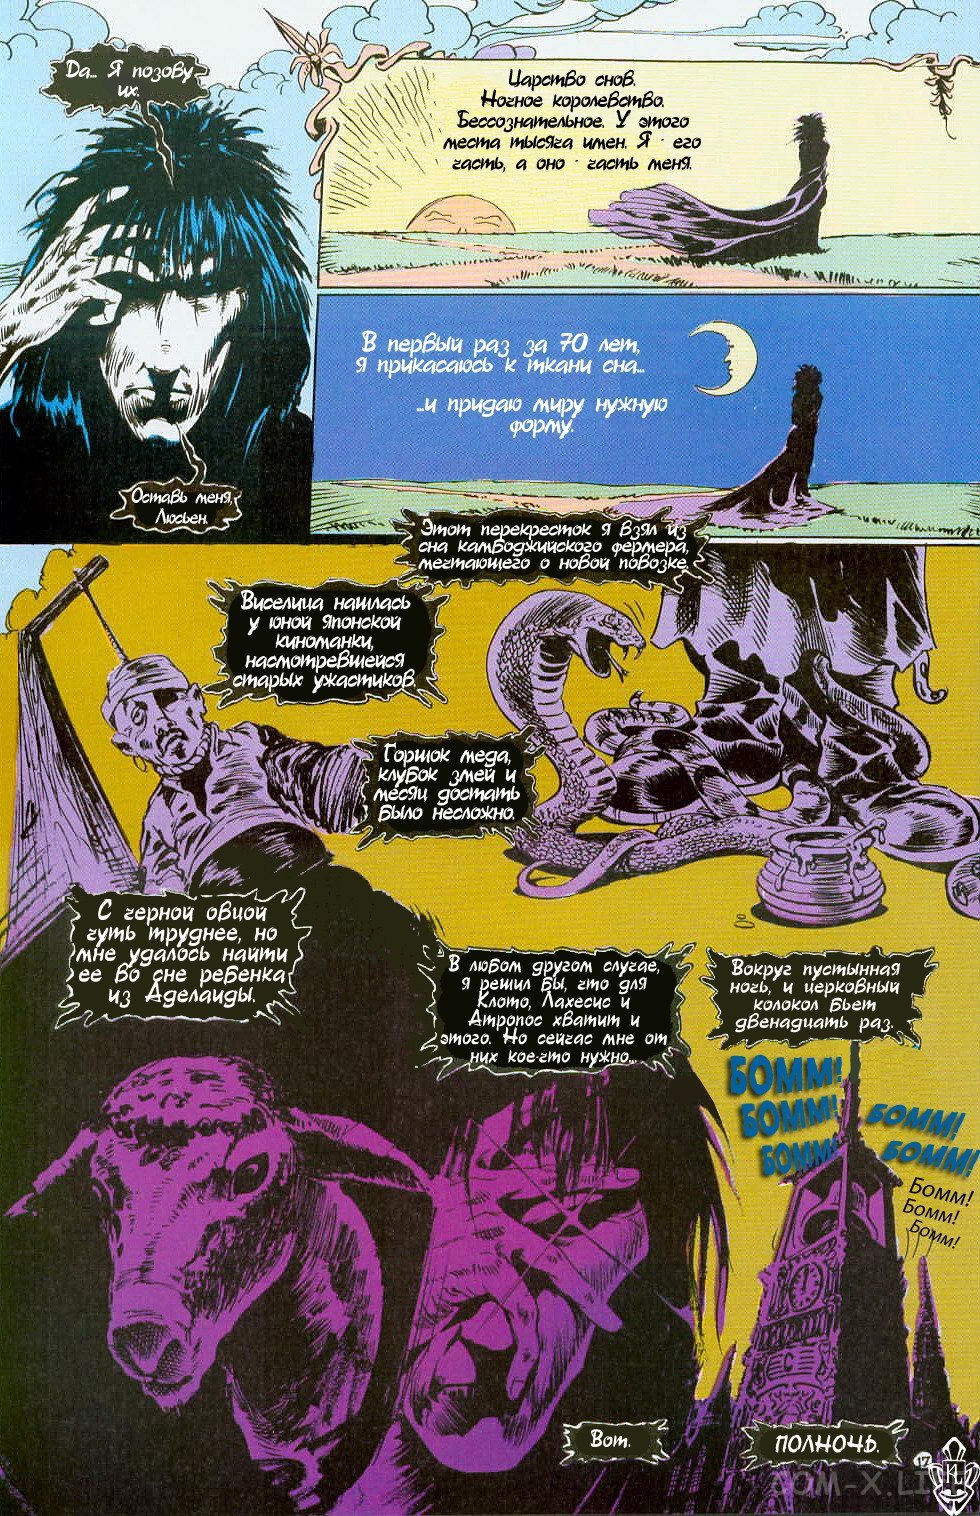 Да... Я позову
их.
Оставь меня,
Люсьен.
Царство снов.
Ночное королевство.
Бессознательное. У этого
места тысяча имен. Я - его
часть, а оно - часть меня.
В первый раз за 70 лет,
я прикасаюсь к ткани сна...
...и придаю миру нужную
форму.
Этот перекресток я взял из
сна камбоджийского фермера,
мечтающего о новой повозке.
Виселица нашлась
у юной японской
киноманки,
насмотревшейся
старых ужастиков.
Горшок меда,
клубок змей и
месяц достать
было несложно.
С черной овцой
чуть труднее, но
мне удалось найти
ее во сне ребенка
из Аделаиды.
В любом другом случае,
я решил бы, что для
Клото, Лахесис и
Атропос хватит и
этого. Но сейчас мне от
них кое-что нужно...
Вокруг пустынная
ночь, и церковный
колокол бьет
двенадцать раз.
БОММ!
БОММ!
БОММ!
БОММ!
БОММ!
Бомм!
Бомм!
Бомм!
Вот.
ПОЛНОЧЬ.
17
COM-X.LI